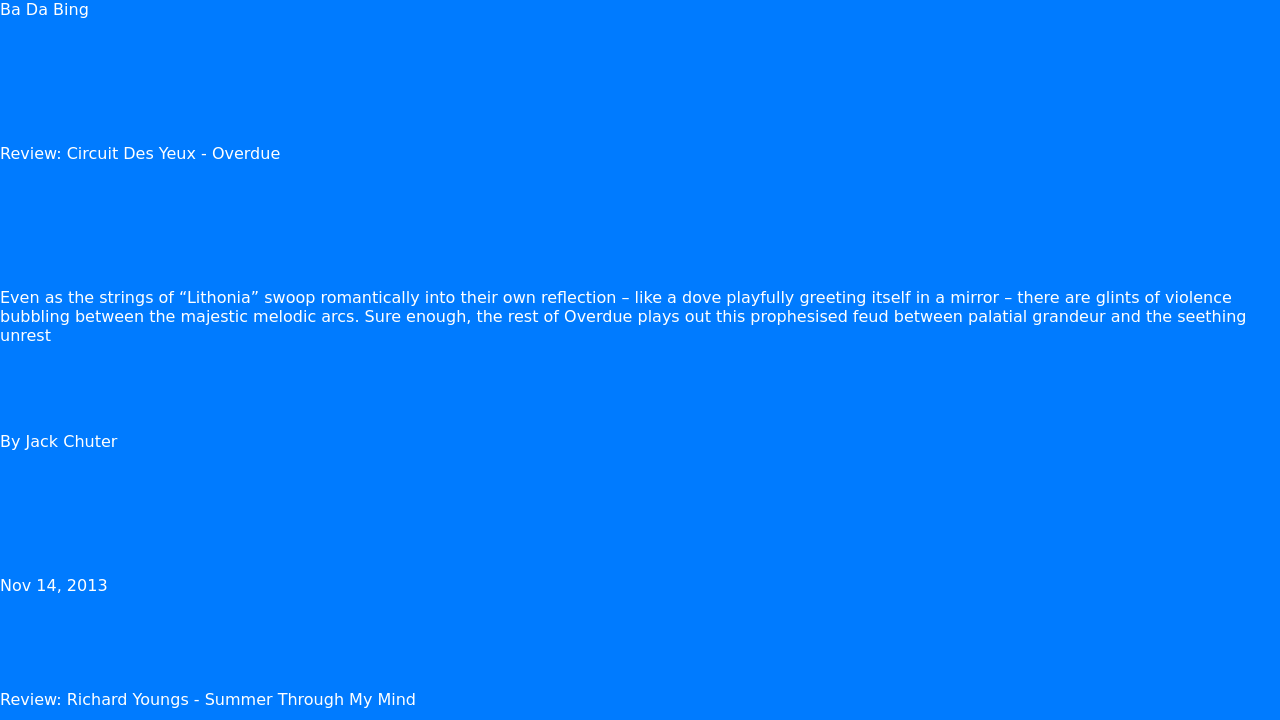 Ba Da Bing
Review: Circuit Des Yeux - Overdue
Even as the strings of “Lithonia” swoop romantically into their own reflection – like a dove playfully greeting itself in a mirror – there are glints of violence
bubbling between the majestic melodic arcs. Sure enough, the rest of Overdue plays out this prophesised feud between palatial grandeur and the seething
unrest
By Jack Chuter
Nov 14, 2013
Review: Richard Youngs - Summer Through My Mind